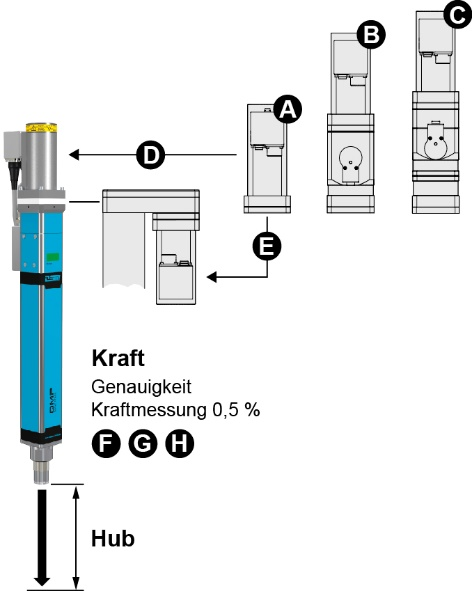 C
B
A
D
E
Kraft
Genauigkeit
Kraftmessung 0,5 %
F G H
Hub